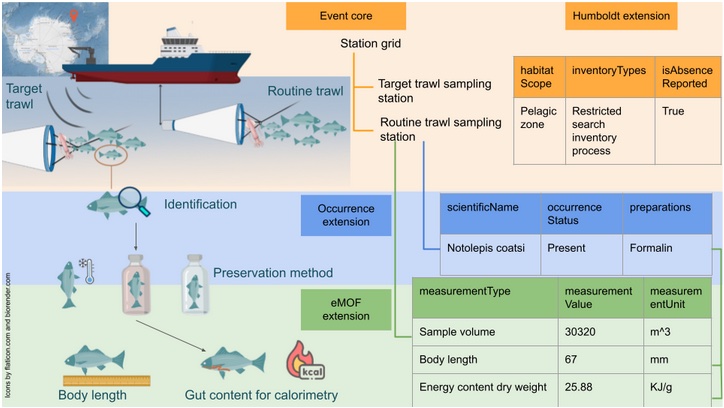 Event core
Humboldt extension
Station grid
Target
trawl
Routine trawl
Target trawl sampling
station
Routine trawl sampling
station
habitat
Scope
inventoryTypes
isAbsence
Reported
Pelagic
zone
Restricted
search
inventory
process
True
Identification
Occurrence
extension
scientificName
occurrence
Status
preparations
Notolepis coatsi
Present
Formalin
Preservation method
eMOF
extension
measurementType
measurement
Value
measurem
entUnit
Sample volume
30320
m^3
Body length
67
mm
Energy content dry weight
25.88
KJ/g
kcal
Body length
Gut content for calorimetry
Icons by flaticon.com and biorender.com